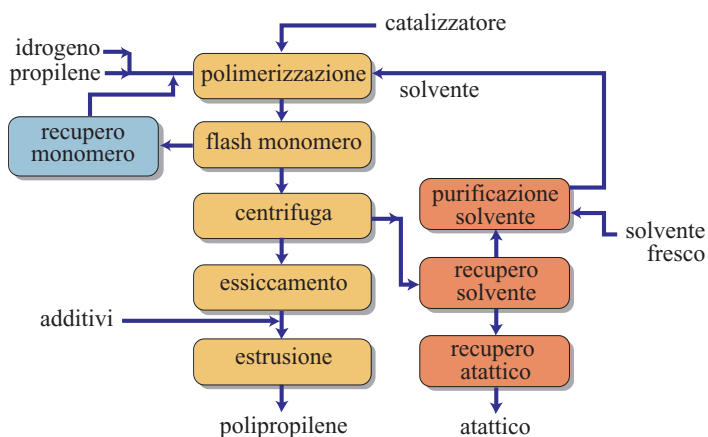 catalizzatore
idrogeno
propilene
polimerizzazione
solvente
recupero
monomero
flash monomero
centrifuga
purificazione
solvente
solvente
fresco
essiccamento
recupero
solvente
additivi
estrusione
recupero
atattico
polipropilene
atattico